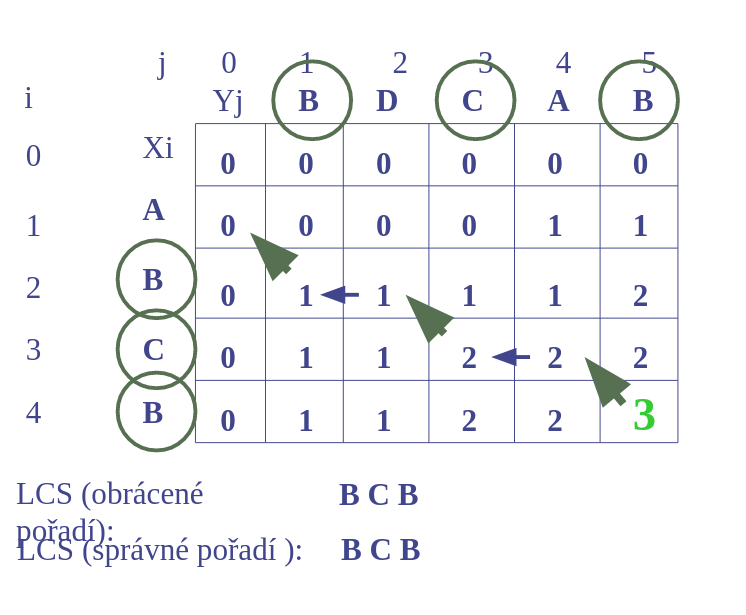 j 0 1 2 3 4 5
i Yj B D C A B
0 Xi 0 0 0 0 0 0
1 A 0 0 0 0 1 1
2 B 0 1 1 1 1 2
3 C 0 1 1 2 2 2
4 B 0 1 1 2 2 3
LCS (obrácené
pořadí):
B C B
LCS (správné pořadí ): B C B